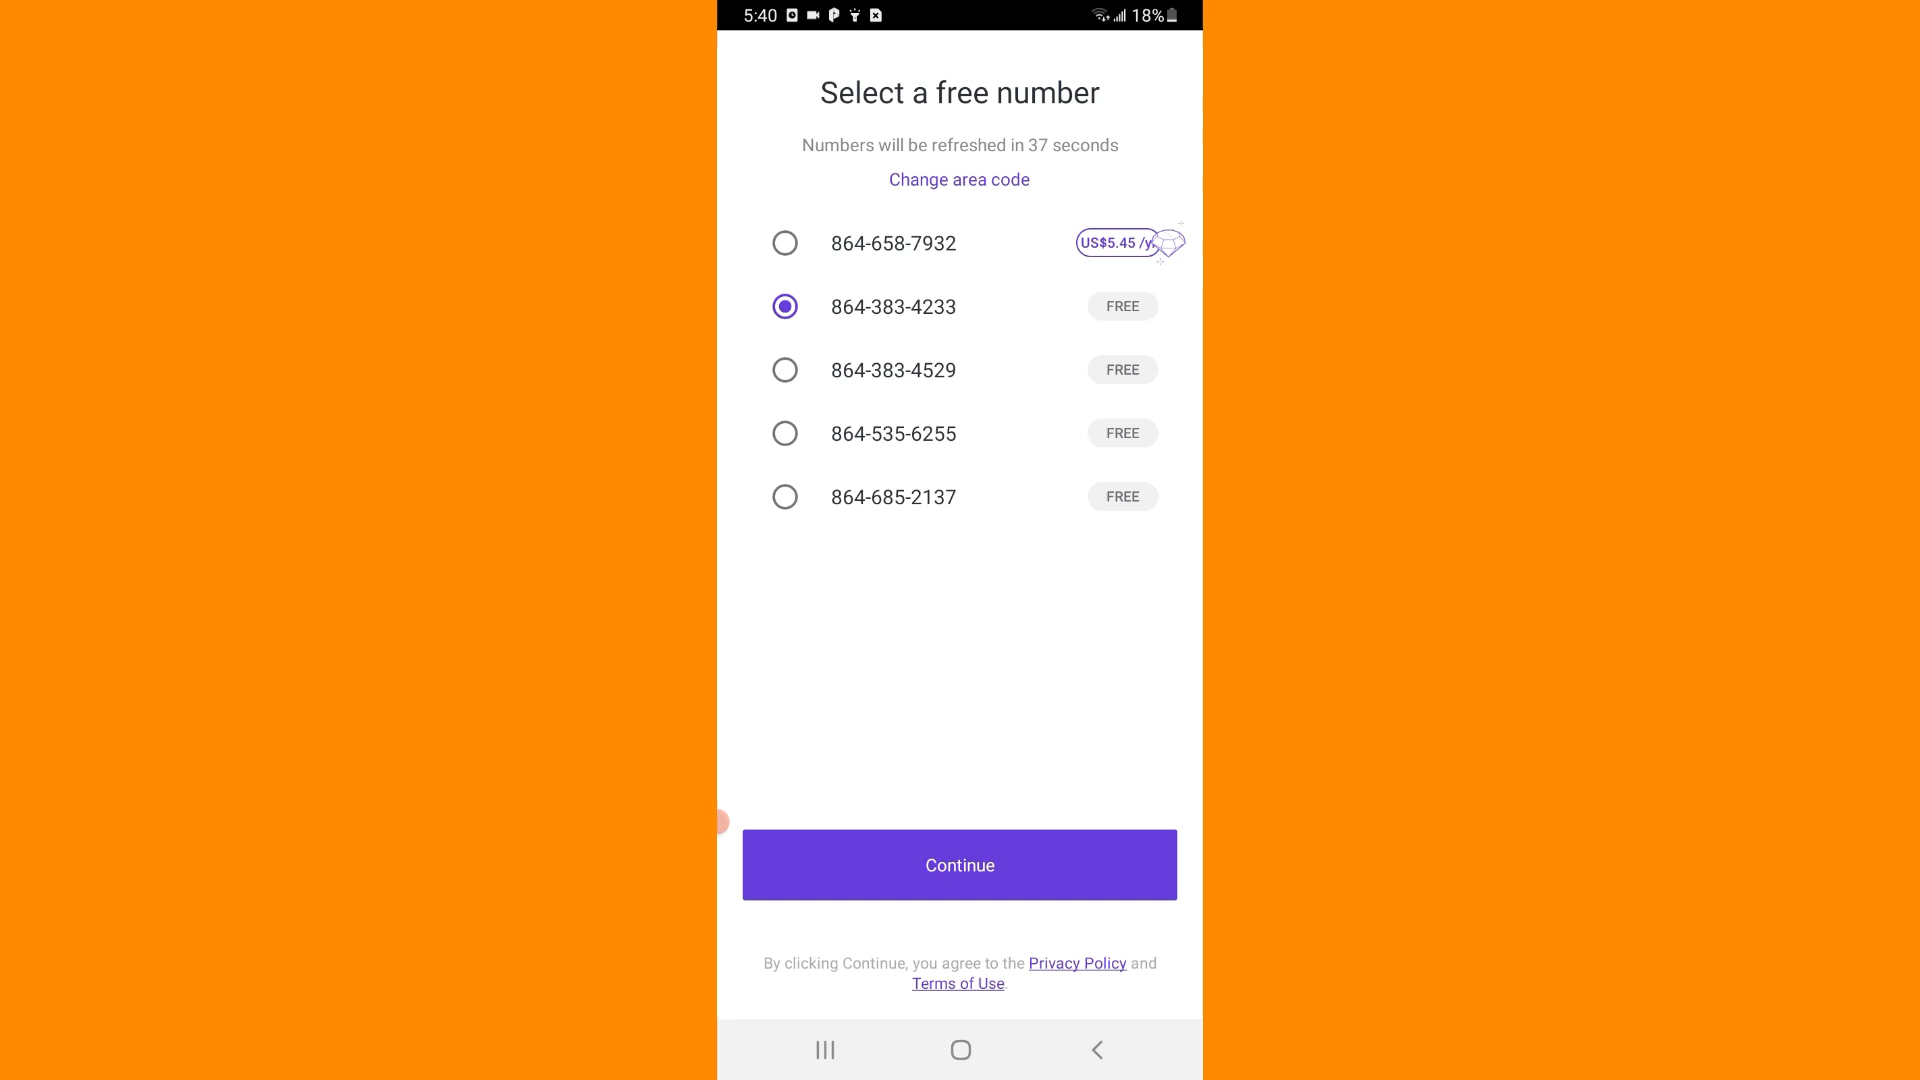 5:40
18%
Select a free number
Numbers will be refreshed in 37 seconds
Change area code
864-658-7932 US$5.45 /y
864-383-4233 FREE
864-383-4529 FREE
864-535-6255 FREE
864-685-2137 FREE
Continue
By clicking Continue, you agree to the Privacy Policy and
Terms of Use.